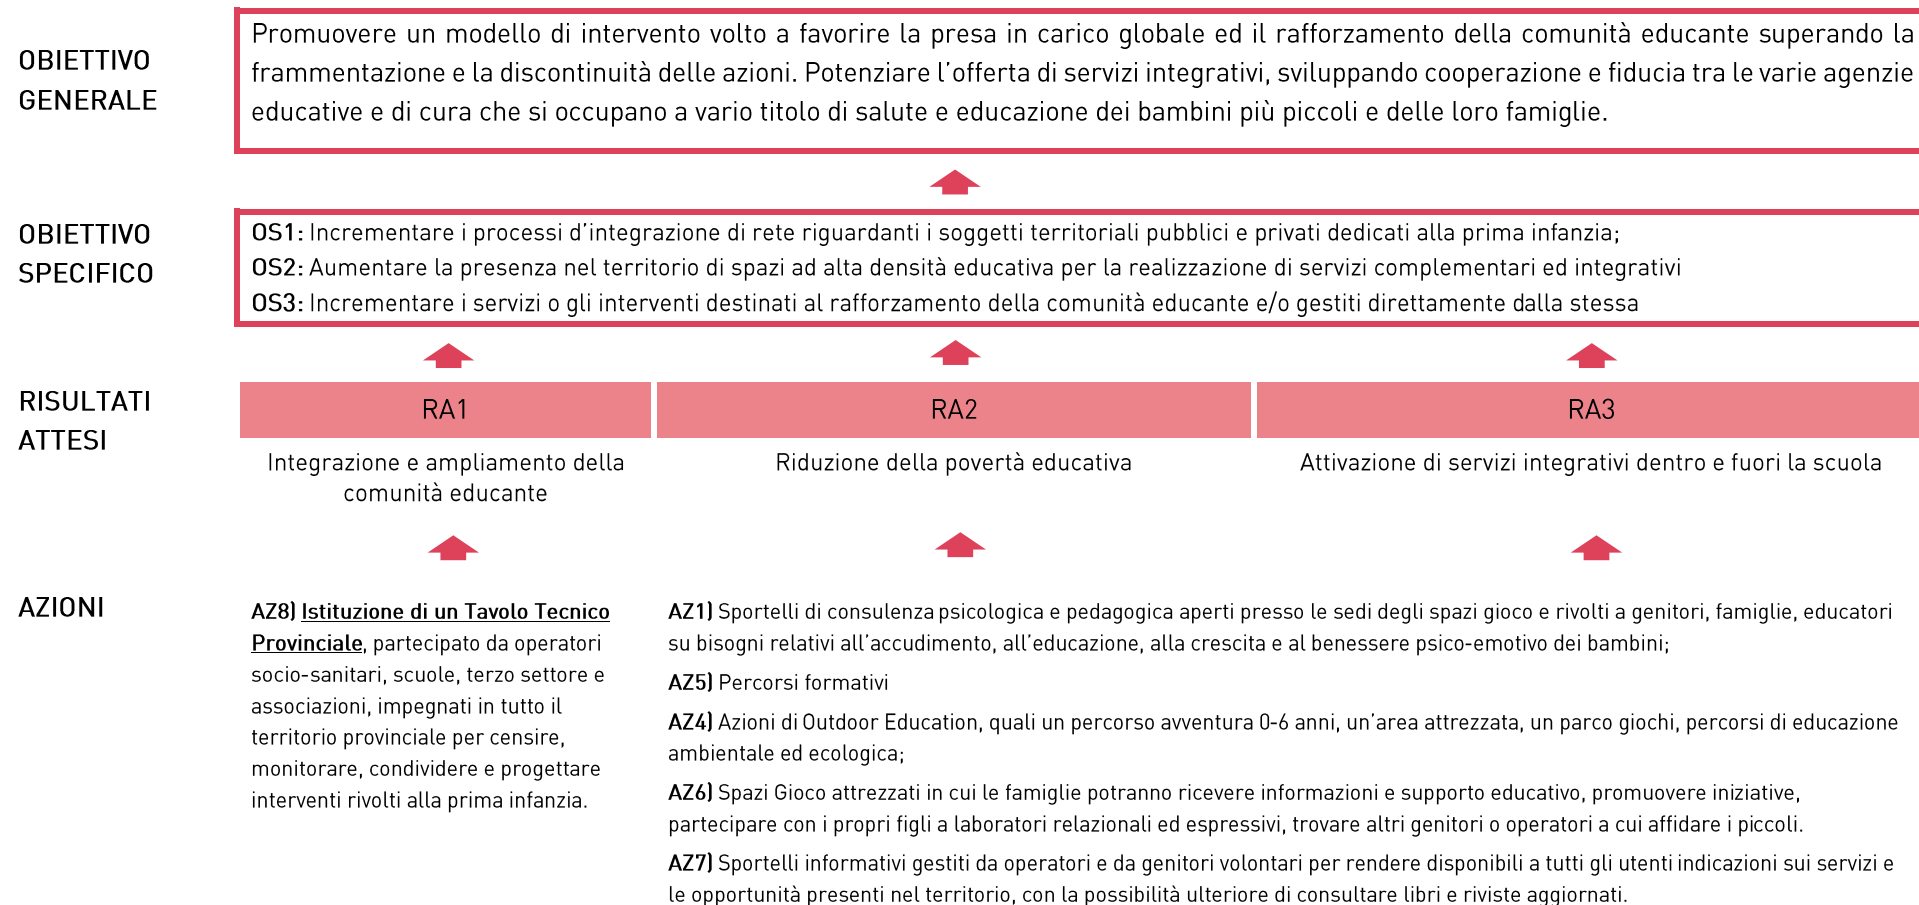 OBIETTIVO
GENERALE
Promuovere un modello di intervento volto a favorire la presa in carico globale ed il rafforzamento della comunità educante superando la
frammentazione e la discontinuità delle azioni. Potenziare l'offerta di servizi integrativi, sviluppando cooperazione e fiducia tra le varie agenzie
educative e di cura che si occupano a vario titolo di salute e educazione dei bambini più piccoli e delle loro famiglie.
OBIETTIVO
SPECIFICO
OS1: Incrementare i processi d'integrazione di rete riguardanti i soggetti territoriali pubblici e privati dedicati alla prima infanzia;
OS2: Aumentare la presenza nel territorio di spazi ad alta densità educativa per la realizzazione di servizi complementari ed integrativi
OS3: Incrementare i servizi o gli interventi destinati al rafforzamento della comunità educante e/o gestiti direttamente dalla stessa
RISULTATI
ATTESI
RA1
Integrazione e ampliamento della
comunità educante
RA2
Riduzione della povertà educativa
RA3
Attivazione di servizi integrativi dentro e fuori la scuola
AZIONI
AZ8) Istituzione di un Tavolo Tecnico
Provinciale, partecipato da operatori
socio-sanitari, scuole, terzo settore e
associazioni, impegnati in tutto il
territorio provinciale per censire,
monitorare, condividere e progettare
interventi rivolti alla prima infanzia.
AZ1) Sportelli di consulenza psicologica e pedagogica aperti presso le sedi degli spazi gioco e rivolti a genitori, famiglie, educatori
su bisogni relativi all'accudimento, all'educazione, alla crescita e al benessere psico-emotivo dei bambini;
AZ5) Percorsi formativi
AZ4) Azioni di Outdoor Education, quali un percorso avventura 0-6 anni, un'area attrezzata, un parco giochi, percorsi di educazione
ambientale ed ecologica;
AZ6) Spazi Gioco attrezzati in cui le famiglie potranno ricevere informazioni e supporto educativo, promuovere iniziative,
partecipare con i propri figli a laboratori relazionali ed espressivi, trovare altri genitori o operatori a cui affidare i piccoli.
AZ7) Sportelli informativi gestiti da operatori e da genitori volontari per rendere disponibili a tutti gli utenti indicazioni sui servizi e
le opportunità presenti nel territorio, con la possibilità ulteriore di consultare libri e riviste aggiornati.